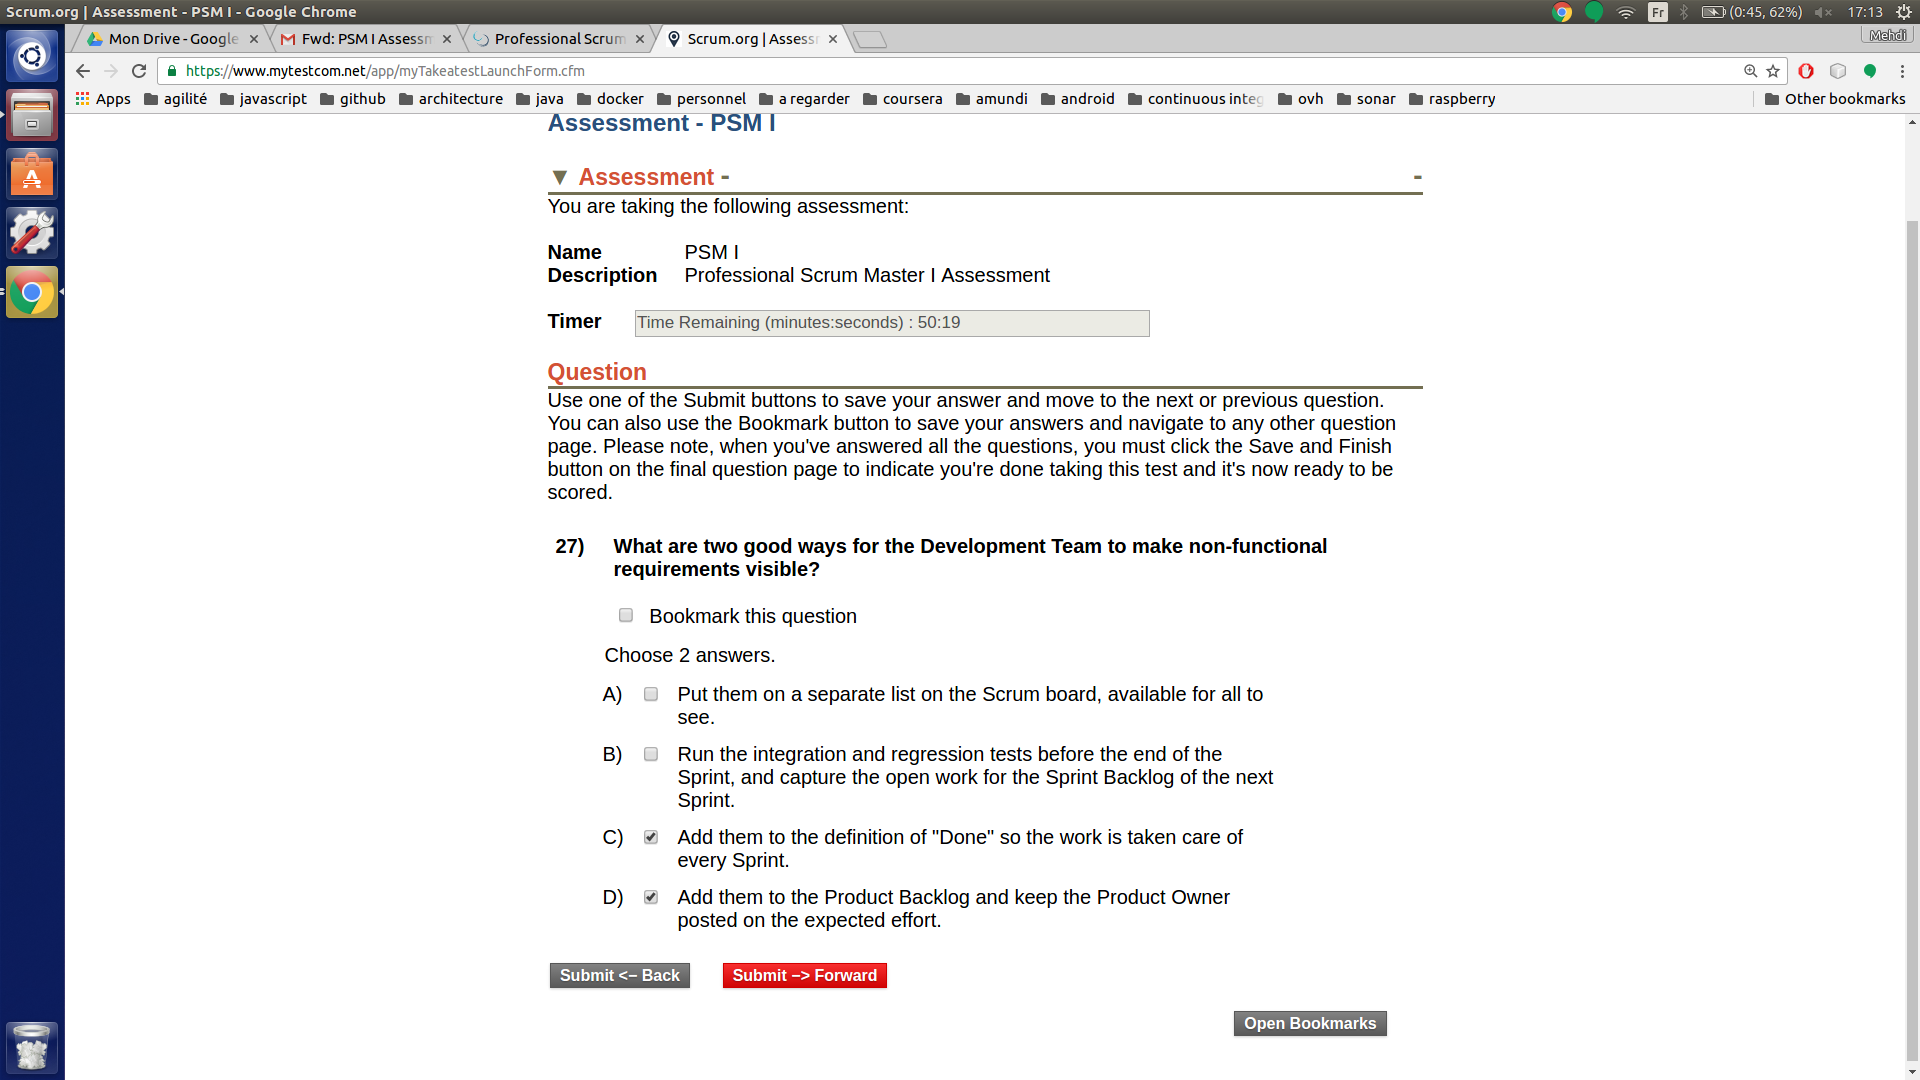 Scrum.org | Assessment - PSM I - Google Chrome
Fr
(0:45, 62%)
17:13
Mon Drive - Google
Fwd: PSM I Assessm
Professional Scrum
Scrum.org | Assess
Mehdi
https://www.mytestcom.net/app/myTakeatestLaunchForm.cfm
Apps
agilité
javascript
github
architecture
java
docker
personnel
a regarder
coursera
amundi
android
continuous integ
ovh
sonar
raspberry
Other bookmarks
Assessment - PSM I
▼ Assessment -
-
You are taking the following assessment:
Name PSM I
Description Professional Scrum Master I Assessment
Timer Time Remaining (minutes:seconds) : 50:19
Question
Use one of the Submit buttons to save your answer and move to the next or previous question.
You can also use the Bookmark button to save your answers and navigate to any other question
page. Please note, when you've answered all the questions, you must click the Save and Finish
button on the final question page to indicate you're done taking this test and it's now ready to be
scored.
27) What are two good ways for the Development Team to make non-functional
requirements visible?
Bookmark this question
Choose 2 answers.
A) Put them on a separate list on the Scrum board, available for all to
see.
B) Run the integration and regression tests before the end of the
Sprint, and capture the open work for the Sprint Backlog of the next
Sprint.
C) Add them to the definition of "Done" so the work is taken care of
every Sprint.
D) Add them to the Product Backlog and keep the Product Owner
posted on the expected effort.
Submit <– Back
Submit –> Forward
Open Bookmarks